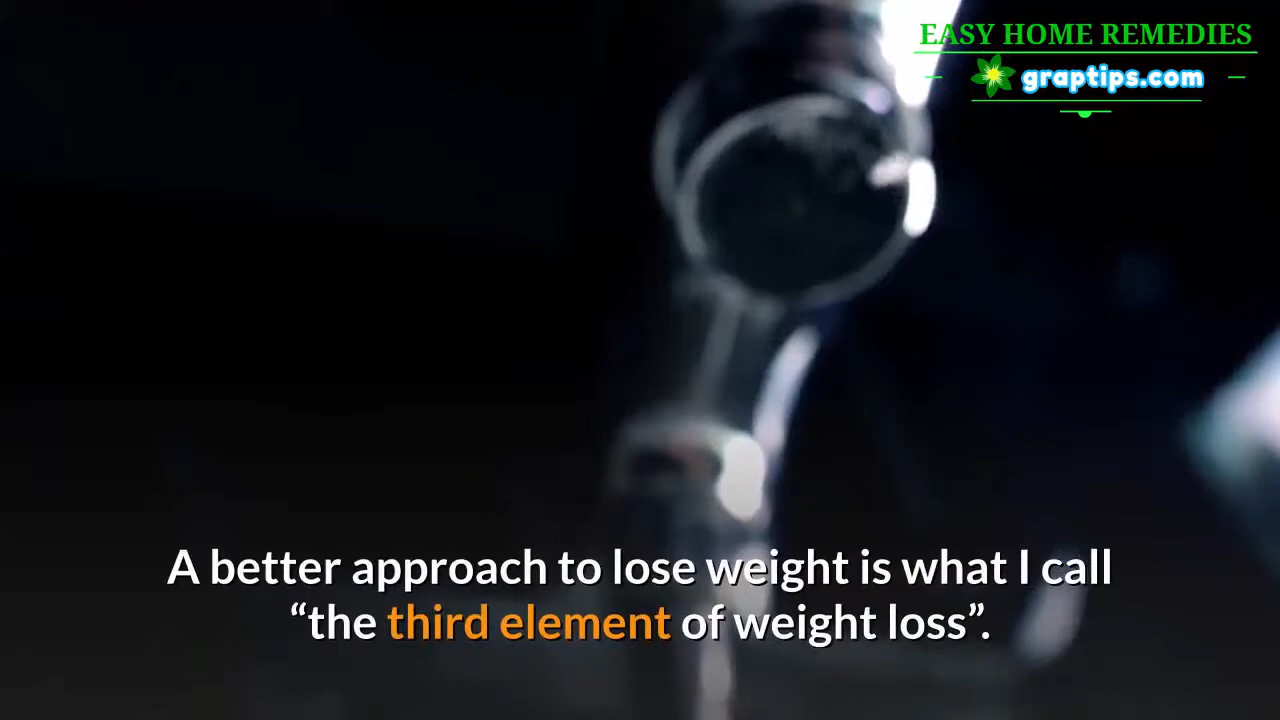 EASY HOME REMEDIES
graptips.com
A better approach to lose weight is what I call
“the third element of weight loss”.